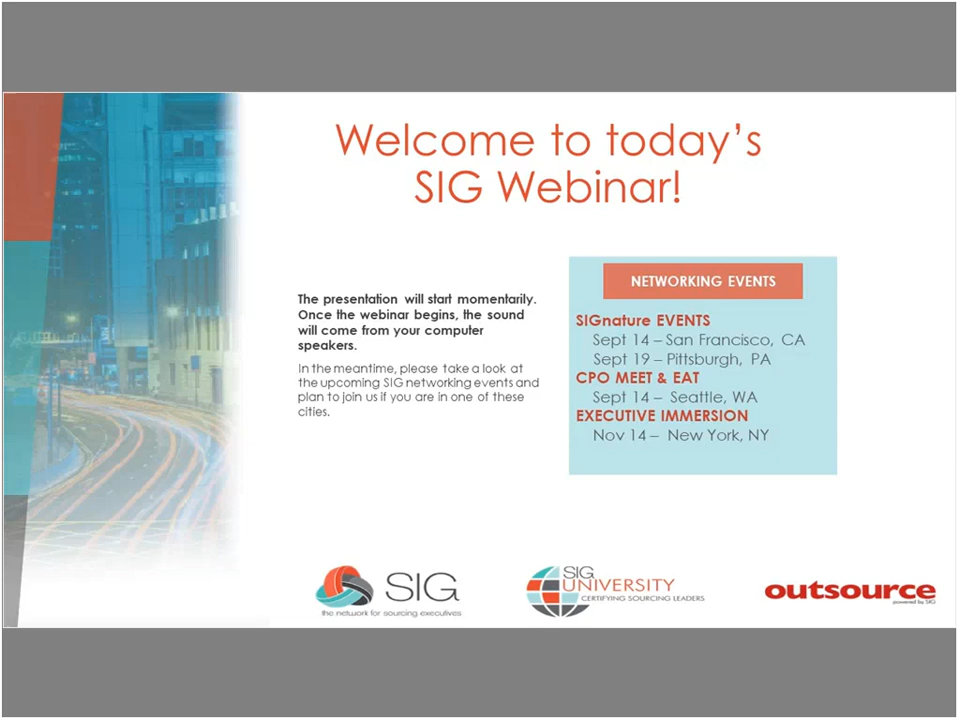 Welcome to today's
SIG Webinar!
The presentation will start momentarily.
Once the webinar begins, the sound
will come from your computer
speakers.
In the meantime, please take a look at
the upcoming SIG networking events and
plan to join us if you are in one of these
cities.
NETWORKING EVENTS
SIGnature EVENTS
Sept 14 – San Francisco, CA
Sept 19 – Pittsburgh, PA
CPO MEET & EAT
Sept 14 – Seattle, WA
EXECUTIVE IMMERSION
Nov 14 – New York, NY
SIG
the network for sourcing executives
SIG
UNIVERSITY
CERTIFYING SOURCING LEADERS
outsource
powered by SIG